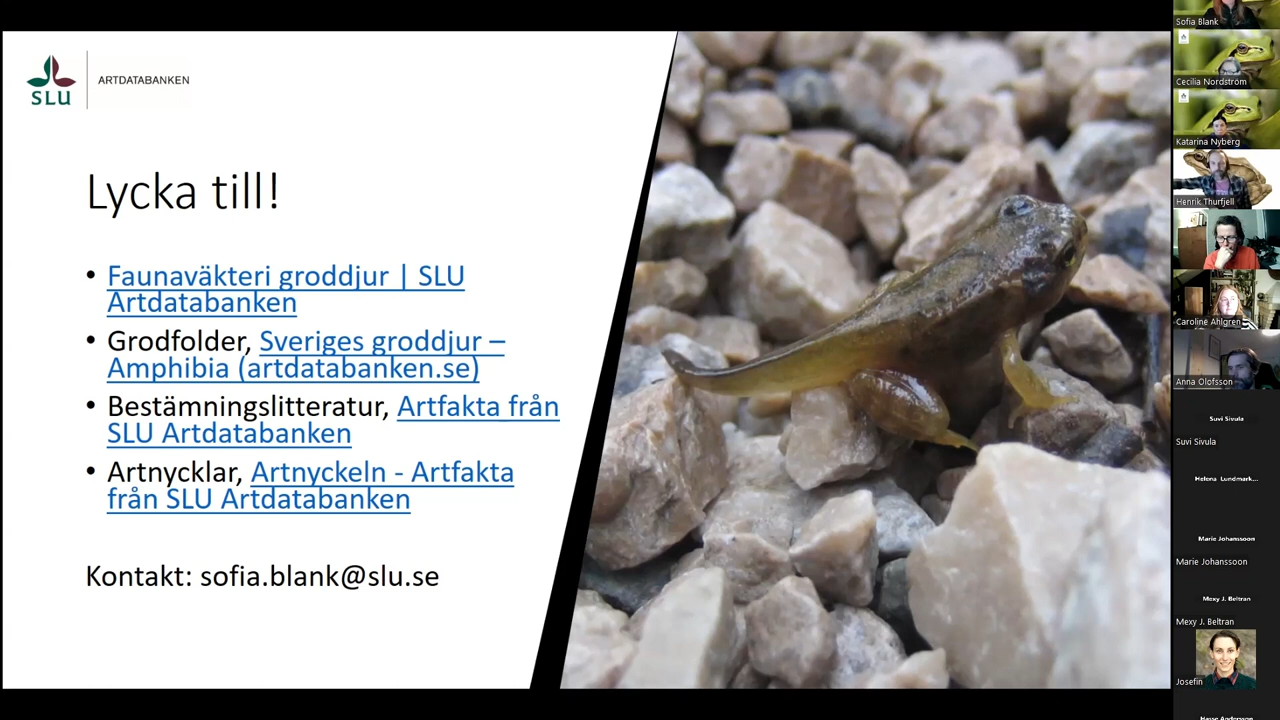 SLU
ARTDATABANKEN
Lycka till!
• Faunaväkteri groddjur | SLU
Artdatabanken
• Grodfolder, Sveriges groddjur –
Amphibia (artdatabanken.se)
• Bestämningslitteratur, Artfakta från
SLU Artdatabanken
• Artnycklar, Artnyckeln - Artfakta
från SLU Artdatabanken
Kontakt: sofia.blank@slu.se
Sofia Blank
Cecilia Nordström
Katarina Nyberg
Henrik Thurfjell
Caroline Ahlgren
Anna Olofsson
Suvi Sivula
Suvi Sivula
Helena Lundmark...
Marie Johansson
Marie Johansson
Mexy J. Beltran
Mexy J. Beltran
Josefin